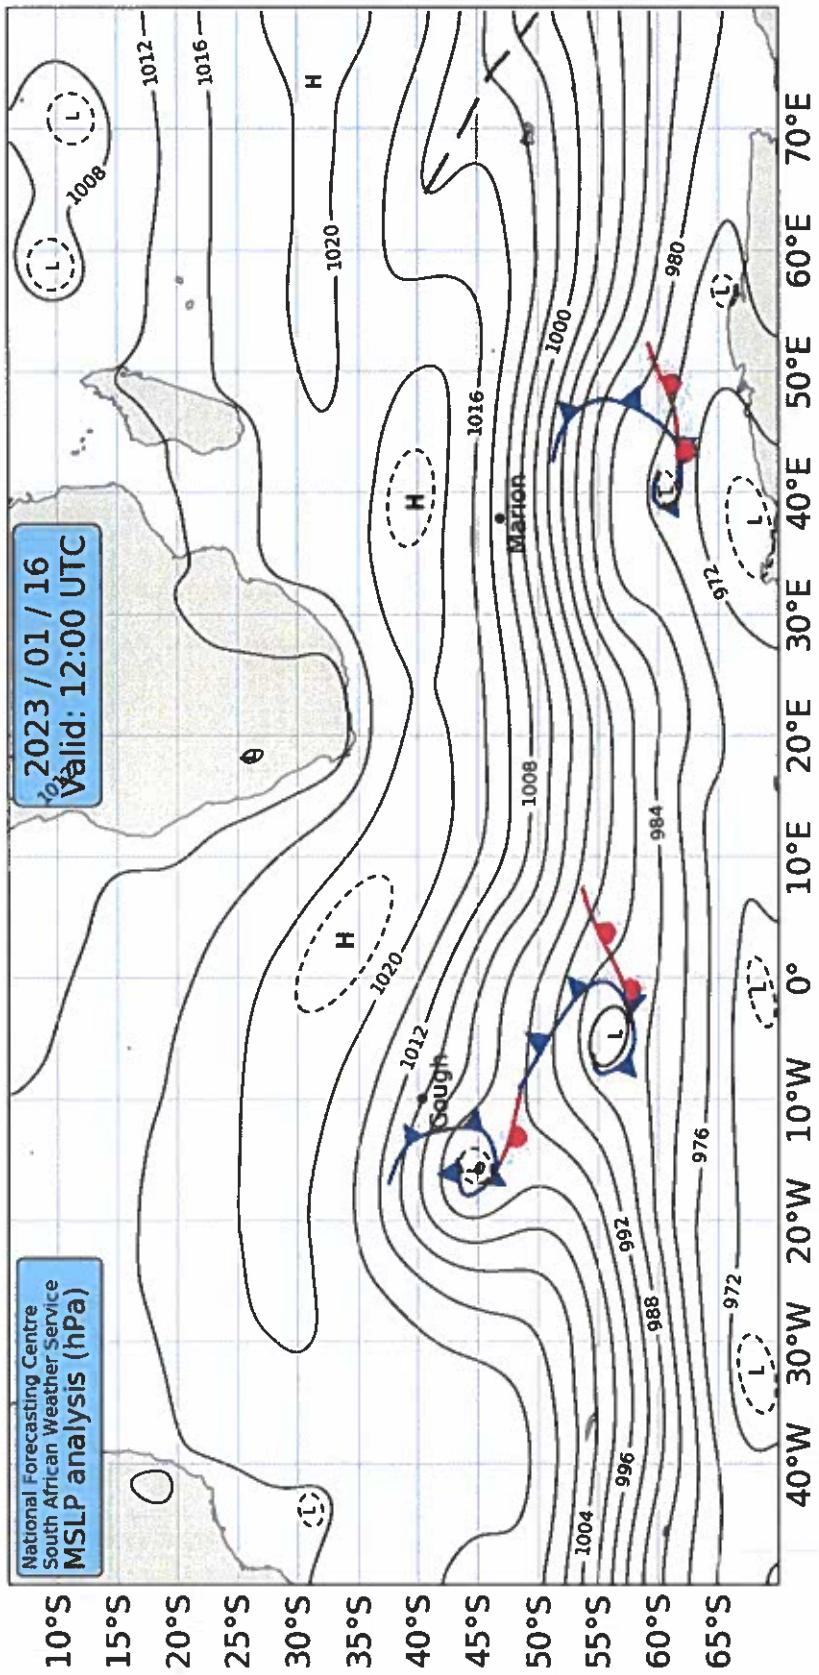 National Forecasting Centre
South African Weather Service
MSLP analysis (hPa)
2023 / 01 / 16
Valid: 12:00 UTC
10°S
15°S
20°S
25°S
30°S
35°S
40°S
45°S
50°S
55°S
60°S
65°S
40°W
30°W
20°W
10°W
0°
10°E
20°E
30°E
40°E
50°E
60°E
70°E
1012
1016
1008
L
L
H
1020
1016
1000
980
L
H
Marion
L
L
972
1008
984
H
1020
1012
Gough
L
L
L
976
992
988
972
L
996
1004
L